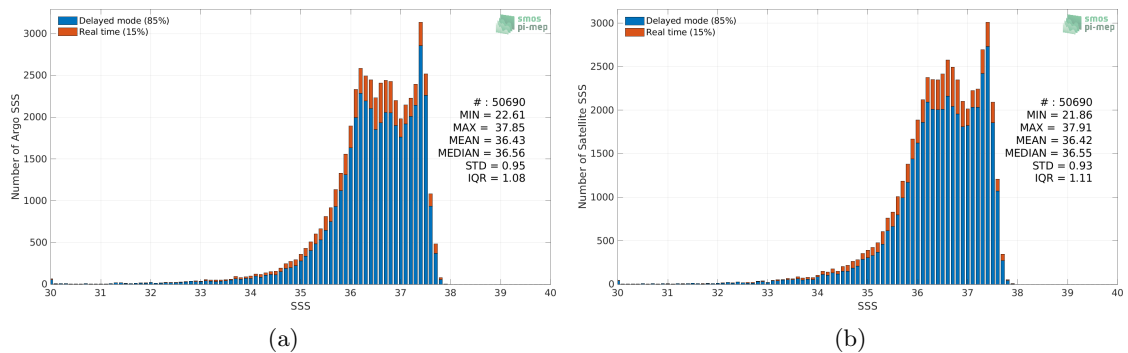 Delayed mode (85%)
Real time (15%)
smos
pi-mep
3000
2500
2000
1500
1000
500
0
Number of Argo SSS
# : 50690
MIN = 22.61
MAX = 37.85
MEAN = 36.43
MEDIAN = 36.56
STD = 0.95
IQR = 1.08
30 31 32 33 34 35 36 37 38 39 40
SSS
(a)
Delayed mode (85%)
Real time (15%)
smos
pi-mep
3000
2500
2000
1500
1000
500
0
Number of Satellite SSS
# : 50690
MIN = 21.86
MAX = 37.91
MEAN = 36.42
MEDIAN = 36.55
STD = 0.93
IQR = 1.11
30 31 32 33 34 35 36 37 38 39 40
SSS
(b)